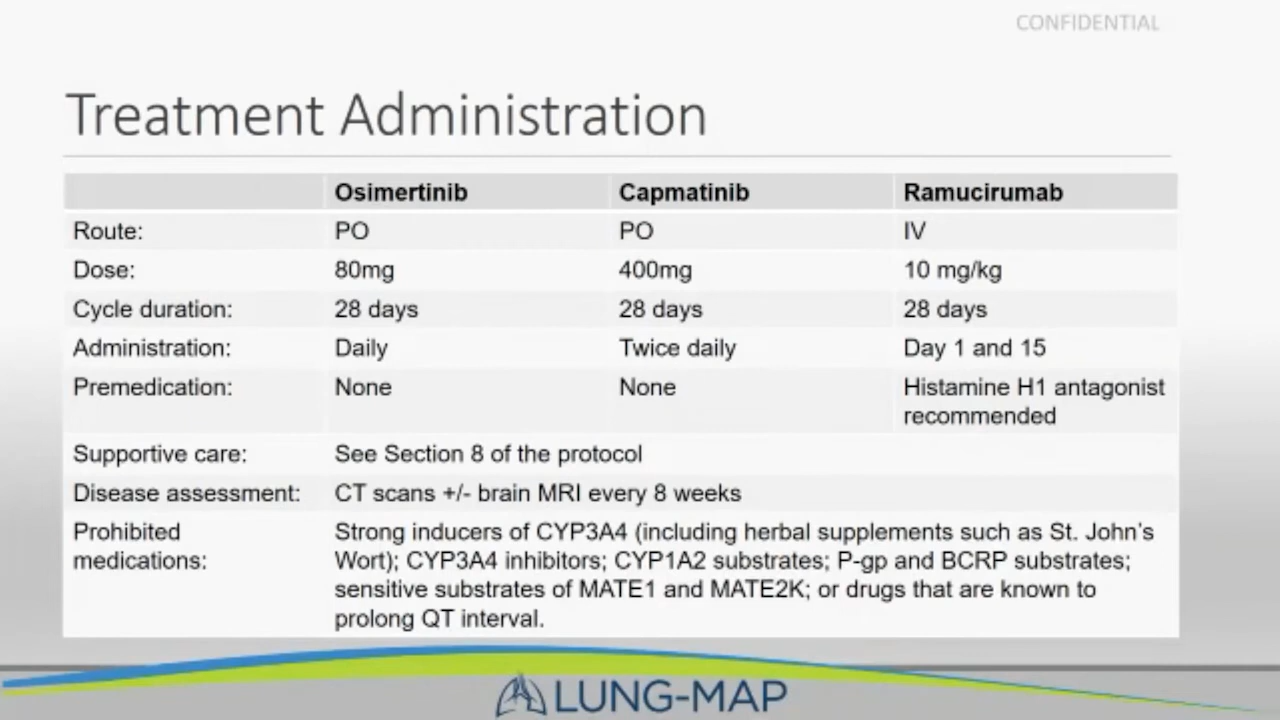 CONFIDENTIAL
Treatment Administration
Osimertinib Capmatinib Ramucirumab
Route: PO PO IV
Dose: 80mg 400mg 10 mg/kg
Cycle duration: 28 days 28 days 28 days
Administration: Daily Twice daily Day 1 and 15
Premedication: None None Histamine H1 antagonist
recommended
Supportive care: See Section 8 of the protocol
Disease assessment: CT scans +/- brain MRI every 8 weeks
Prohibited Strong inducers of CYP3A4 (including herbal supplements such as St. John’s
medications: Wort); CYP3A4 inhibitors; CYP1A2 substrates; P-gp and BCRP substrates;
sensitive substrates of MATE1 and MATE2K; or drugs that are known to
prolong QT interval.
LUNG-MAP